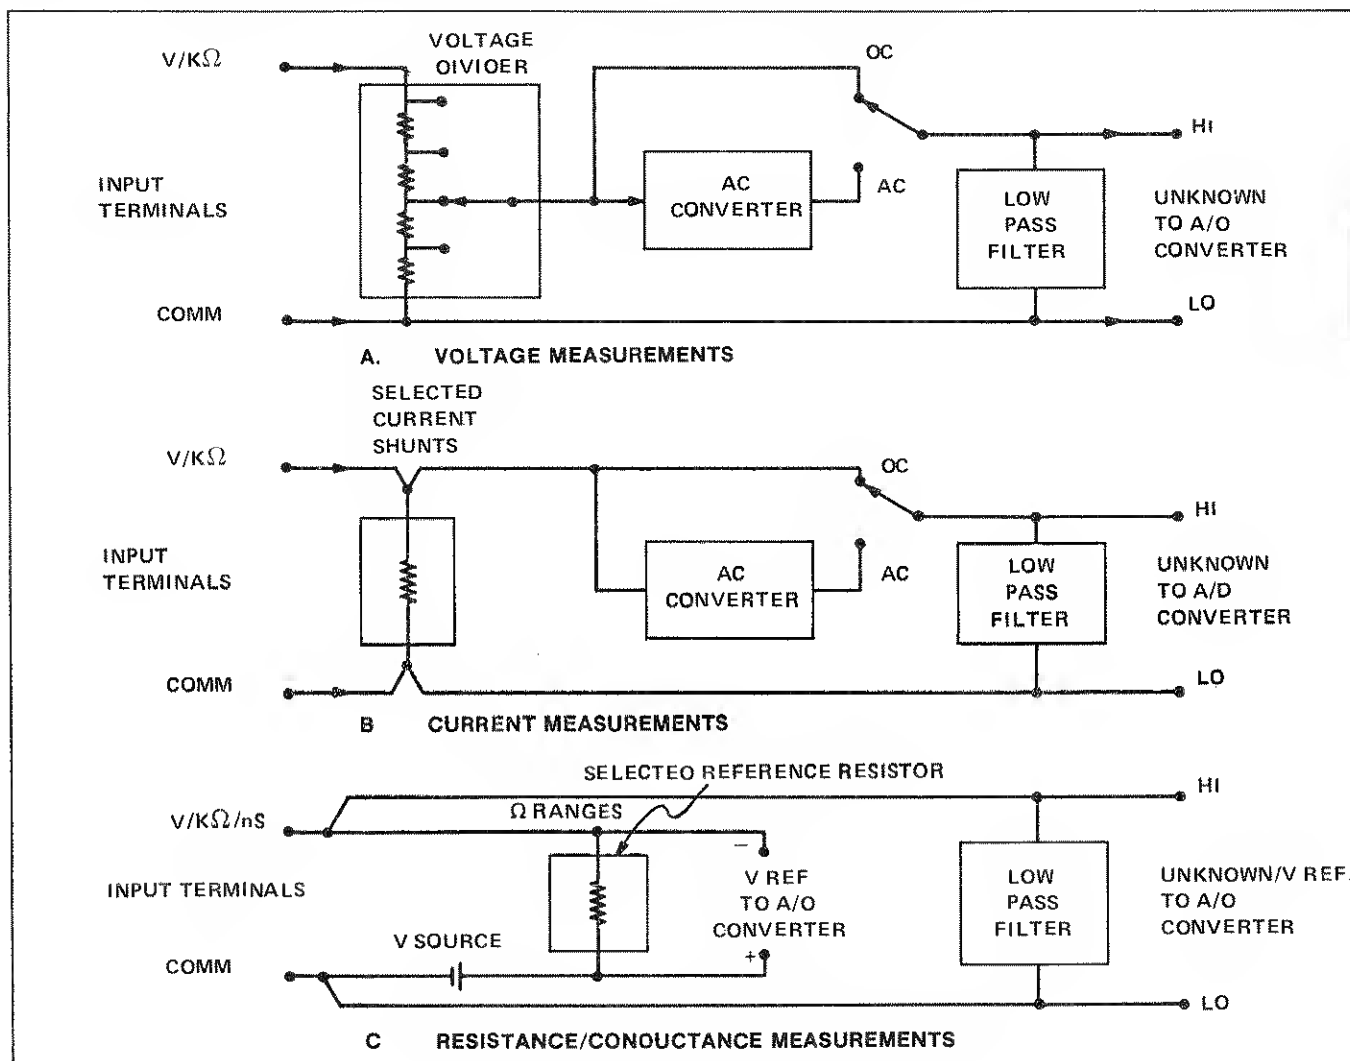 V/KΩ
VOLTAGE
OIVIOER
OC
HI
INPUT
TERMINALS
AC
CONVERTER
AC
LOW
PASS
FILTER
UNKNOWN
TO A/O
CONVERTER
COMM
LO
A. VOLTAGE MEASUREMENTS
SELECTED
CURRENT
SHUNTS
V/KΩ
OC
HI
INPUT
TERMINALS
AC
CONVERTER
AC
LOW
PASS
FILTER
UNKNOWN
TO A/D
CONVERTER
COMM
LO
B CURRENT MEASUREMENTS
SELECTEO REFERENCE RESISTOR
HI
V/KΩ/nS
Ω RANGES
INPUT TERMINALS
−
V REF
TO A/O
CONVERTER
+
LOW
PASS
FILTER
UNKNOWN/V REF.
TO A/O
CONVERTER
V SOURCE
COMM
LO
C RESISTANCE/CONOUCTANCE MEASUREMENTS